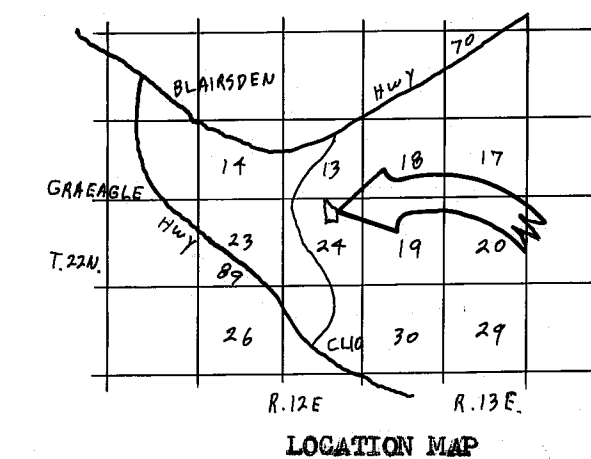 70
HWY
BLAIRSDEN
14 13 18 17
GRAEAGLE
HWY
89
23 24 19 20
T.22N.
26 CLIO 30 29
R.12E R.13E.
LOCATION MAP